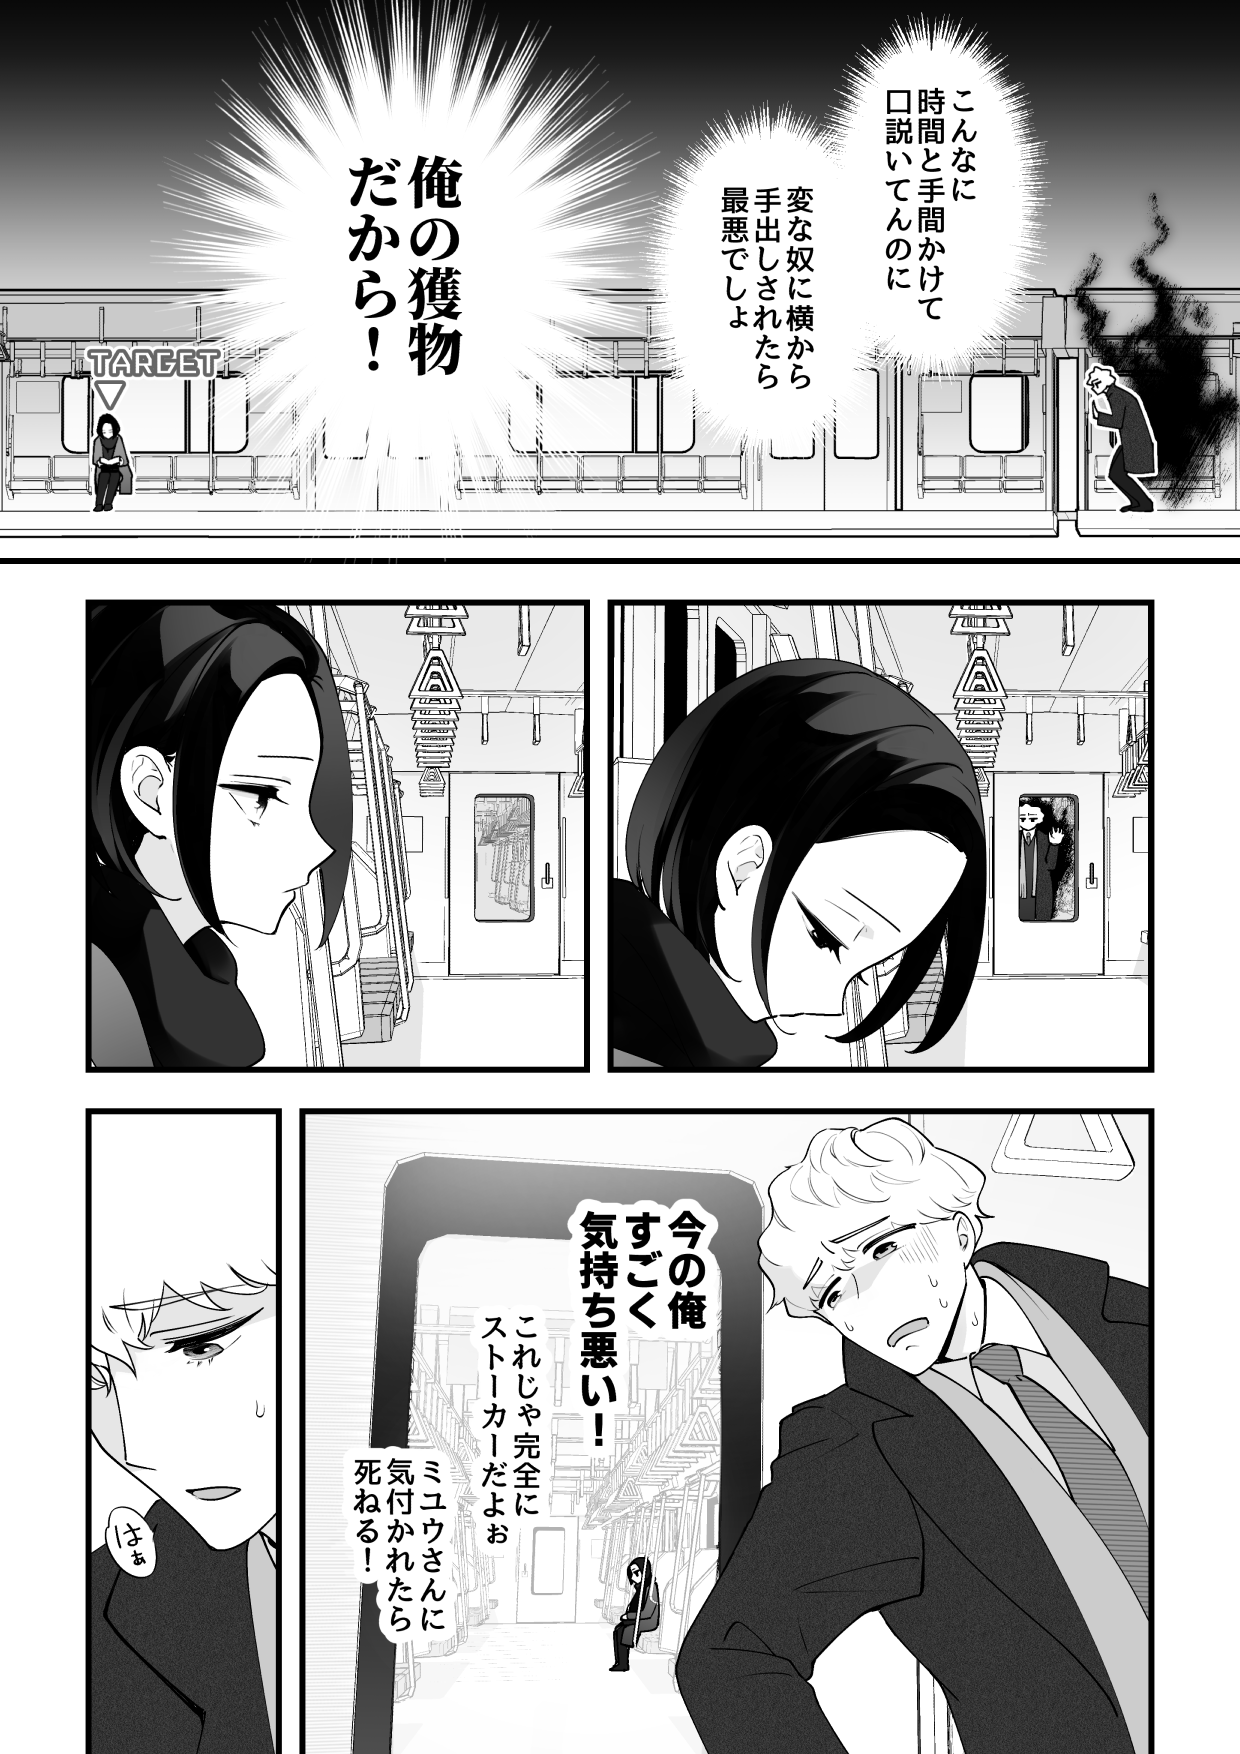 こんなに
時間と手間かけて
口説いてんのに
変な奴に横から
手出しされたら
最悪でしょ
俺の獲物
だから！
TARGET
今の俺
すごく
気持ち悪い！
これじゃ完全に
ストーカーだよぉ
ミユウさんに
気付かれたら
死ねる！
はぁ